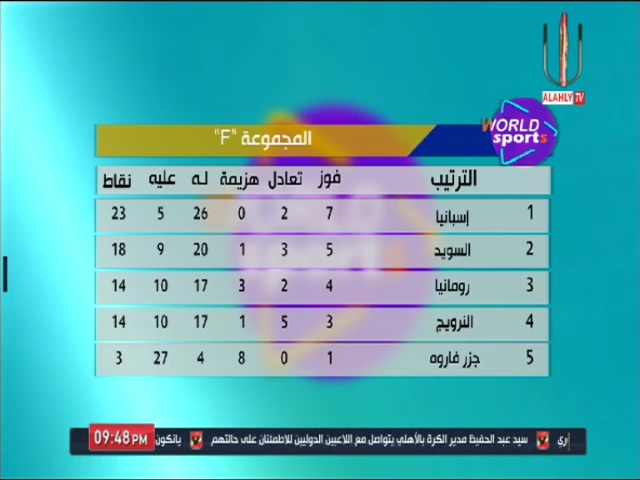 ALAHLY TV
WORLD
sports
المجموعة "F"
الترتيب فوز تعادل هزيمة له عليه نقاط
1 إسبانيا 7 2 0 26 5 23
2 السويد 5 3 1 20 9 18
3 رومانيا 4 2 3 17 10 14
4 النرويج 3 5 1 17 10 14
5 جزر فاروه 1 0 8 4 27 3
سيد عبد الحفيظ مدير الكرة بالأهلي يتواصل مع اللاعبين الدوليين للاطمئنان على حالتهم يانكون
09:48 PM